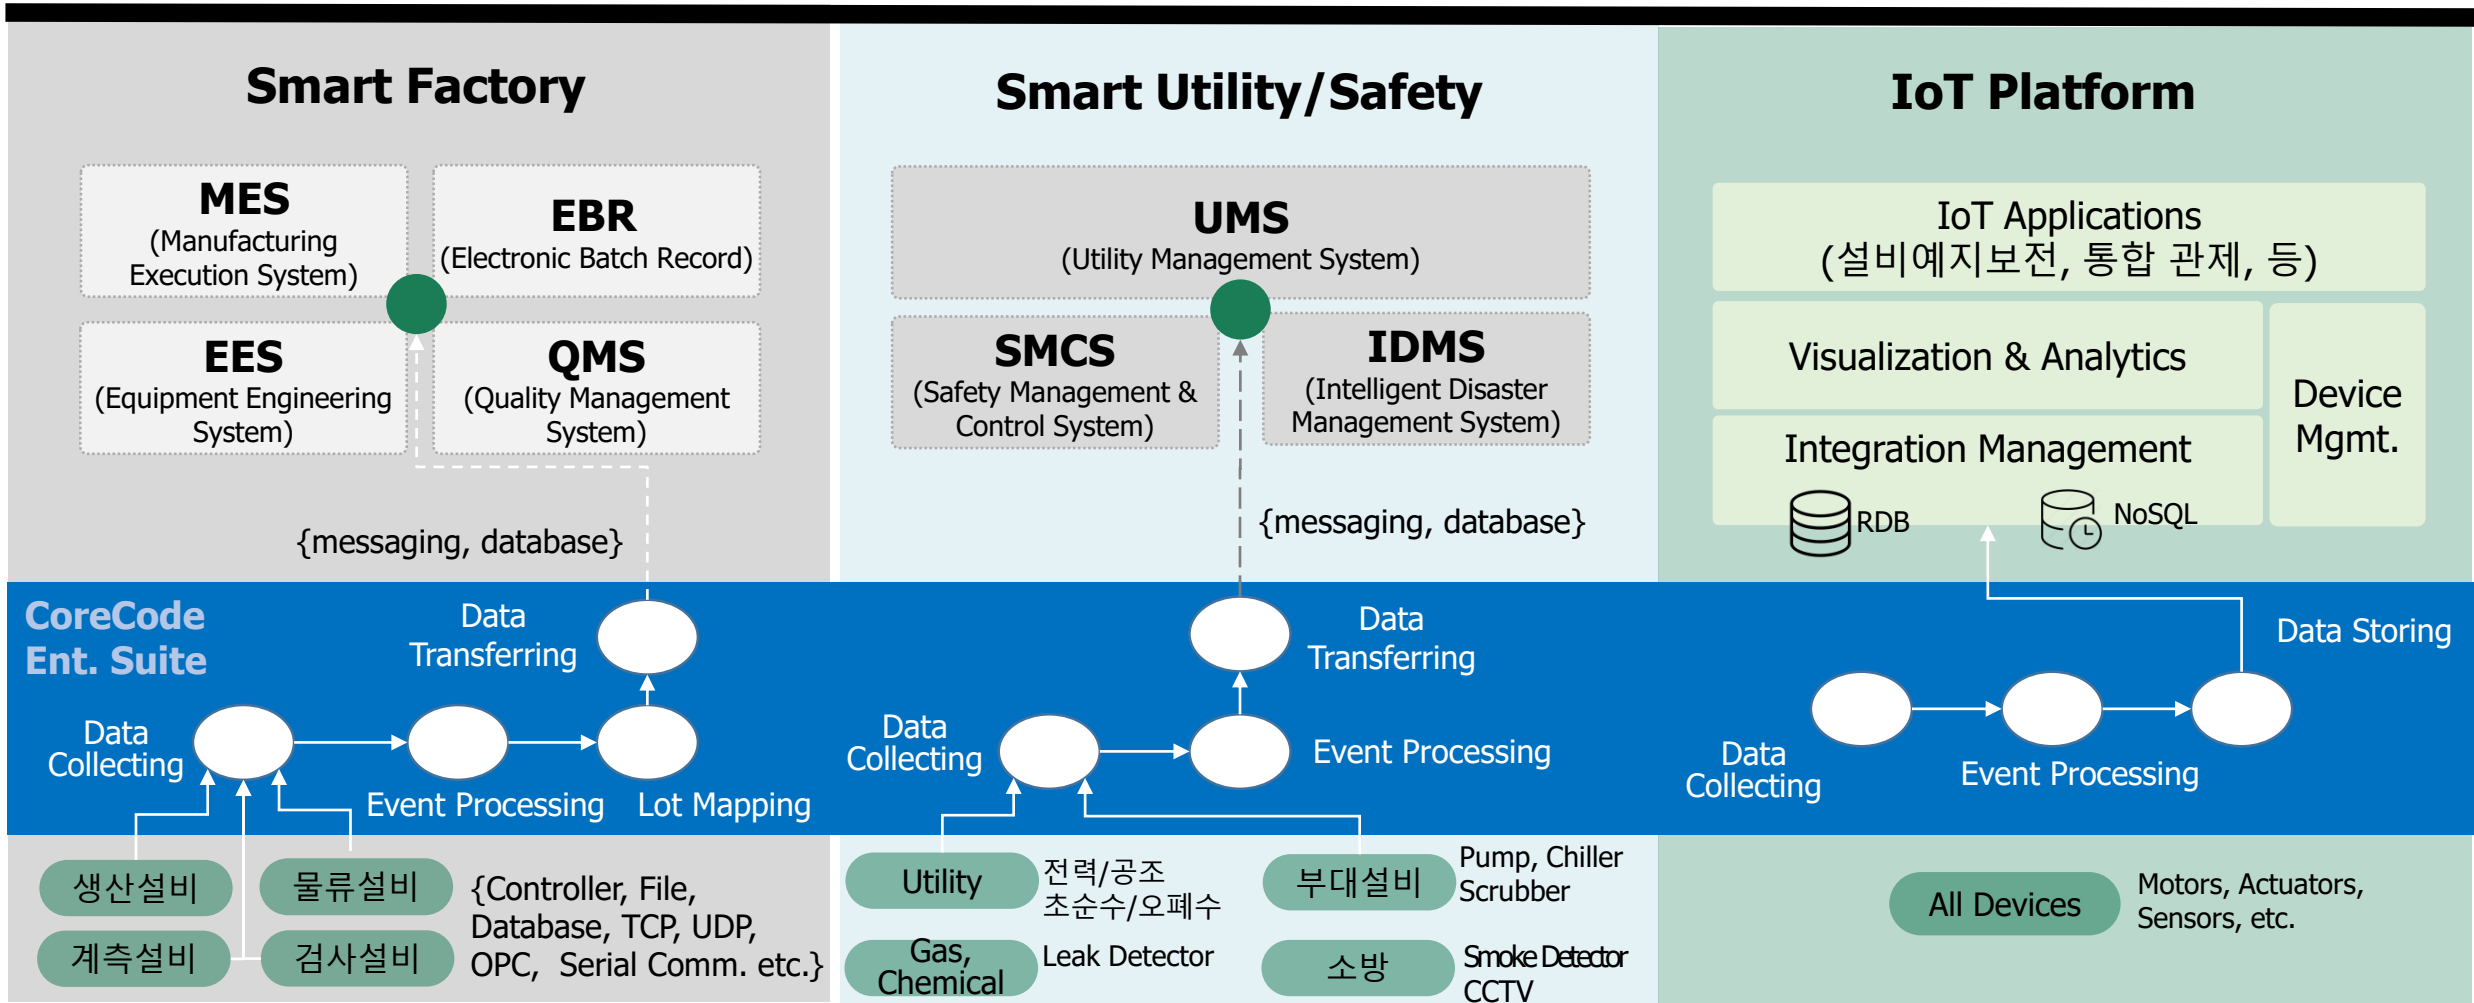 Smart Factory
MES
(Manufacturing
Execution System)
EBR
(Electronic Batch Record)
EES
(Equipment Engineering
System)
QMS
(Quality Management
System)
{messaging, database}
Smart Utility/Safety
UMS
(Utility Management System)
SMCS
(Safety Management &
Control System)
IDMS
(Intelligent Disaster
Management System)
{messaging, database}
IoT Platform
IoT Applications
(설비예지보전, 통합 관제, 등)
Visualization & Analytics
Device
Mgmt.
Integration Management
RDB
NoSQL
CoreCode
Ent. Suite
Data
Transferring
Data
Collecting
Event Processing
Lot Mapping
Data
Transferring
Data
Collecting
Event Processing
Data Storing
Data
Collecting
Event Processing
생산설비
물류설비
계측설비
검사설비
{Controller, File,
Database, TCP, UDP,
OPC, Serial Comm. etc.}
Utility
전력/공조
초순수/오폐수
부대설비
Pump, Chiller
Scrubber
Gas,
Chemical
Leak Detector
소방
Smoke Detector
CCTV
All Devices
Motors, Actuators,
Sensors, etc.